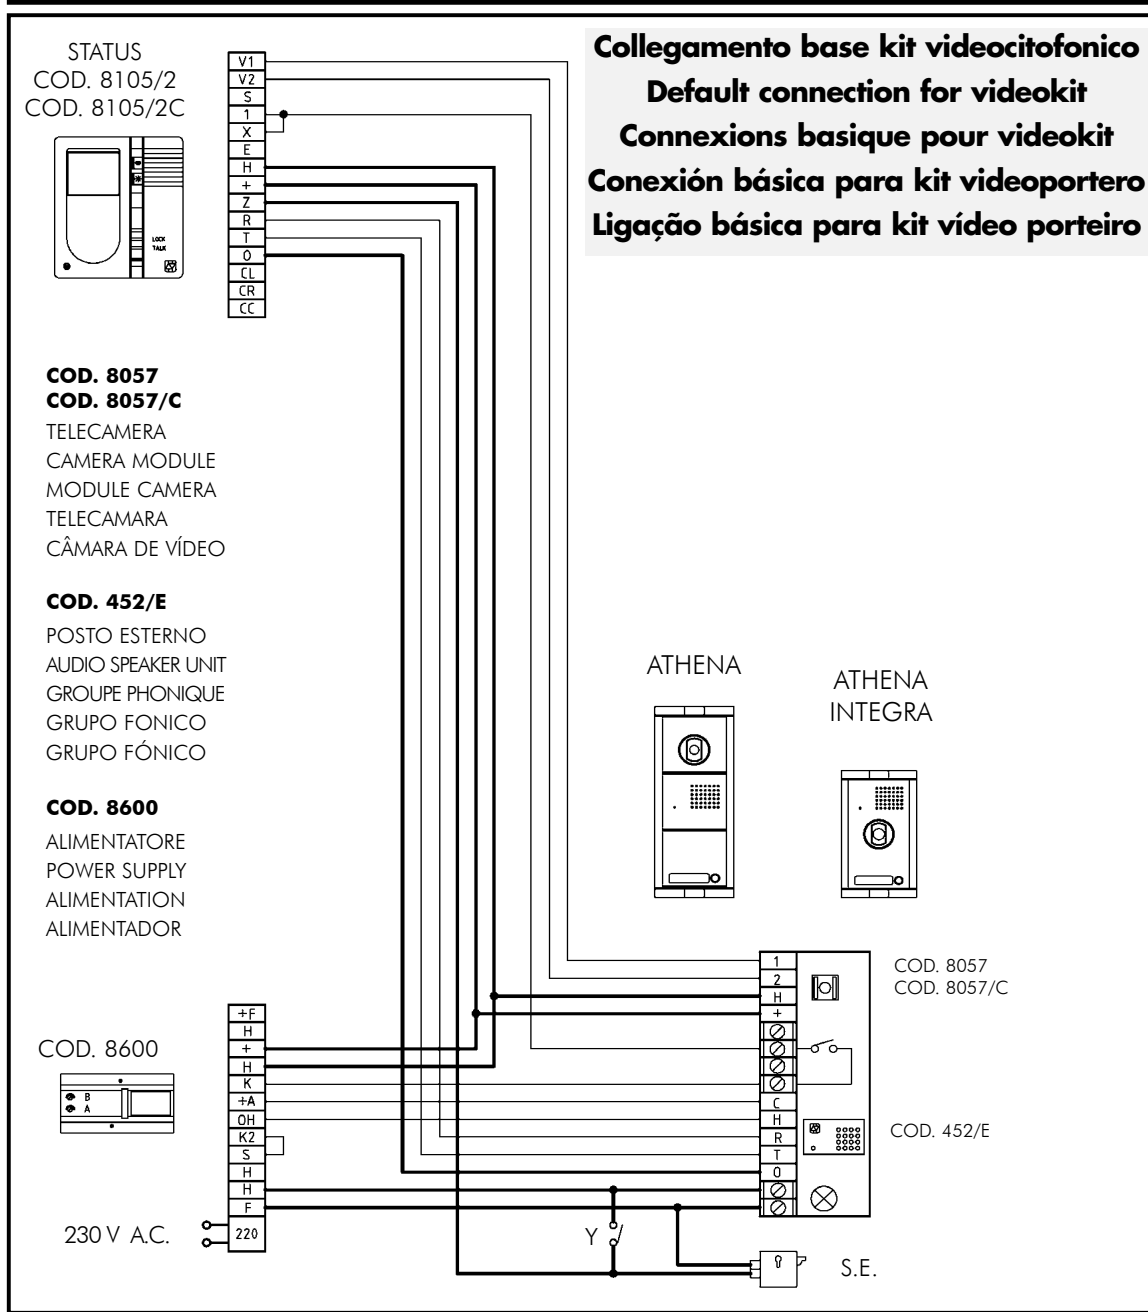 STATUS
COD. 8105/2
COD. 8105/2C
LOCK
TALK
V1
V2
S
1
X
E
H
+
Z
R
T
0
CL
CR
CC
Collegamento base kit videocitofonico
Default connection for videokit
Connexions basique pour videokit
Conexión básica para kit videoportero
Ligação básica para kit vídeo porteiro
COD. 8057
COD. 8057/C
TELECAMERA
CAMERA MODULE
MODULE CAMERA
TELECAMARA
CÂMARA DE VÍDEO
COD. 452/E
POSTO ESTERNO
AUDIO SPEAKER UNIT
GROUPE PHONIQUE
GRUPO FONICO
GRUPO FÓNICO
COD. 8600
ALIMENTATORE
POWER SUPPLY
ALIMENTATION
ALIMENTADOR
ATHENA
ATHENA
INTEGRA
COD. 8600
B
A
+F
H
+
H
K
+A
OH
K2
S
H
H
F
220
230 V A.C.
1
2
H
+
C
H
R
T
0
COD. 8057
COD. 8057/C
COD. 452/E
Y
S.E.